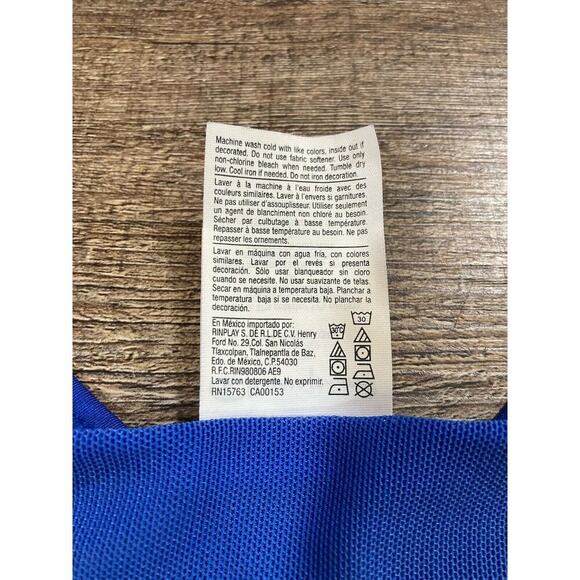 Machine wash cold with like colors, inside out if
decorated. Do not use fabric softener. Use only
non-chlorine bleach when needed. Tumble dry
low. Cool iron if needed. Do not iron decoration.
Laver à la machine à l'eau froide avec des
couleurs similaires. Laver à l'envers si garnitures.
Ne pas utiliser d'assouplisseur. Utiliser seulement
un agent de blanchiment non chloré au besoin.
Sécher par culbutage à basse température.
Repasser à basse température au besoin. Ne pas
repasser les ornements.
Lavar en máquina con agua fría, con colores
similares. Lavar por el revés si presenta
decoración. Sólo usar blanqueador sin cloro
cuando se necesite. No usar suavizante de telas.
Secar en máquina a temperatura baja. Planchar a
temperatura baja si se necesita. No/Planchar la
decoración.
En México importado por:
RINPLAY S. DE R.L.DE C.V. Henry
Ford No. 29.Col. San Nicolás
Tlaxcolpan, Tlalnepantla de Baz,
Edo. de México, C.P.54030
R.F.C.RIN980806 AE9
Lavar con detergente. No exprimir.
RN15763 CA00153
30
30°C